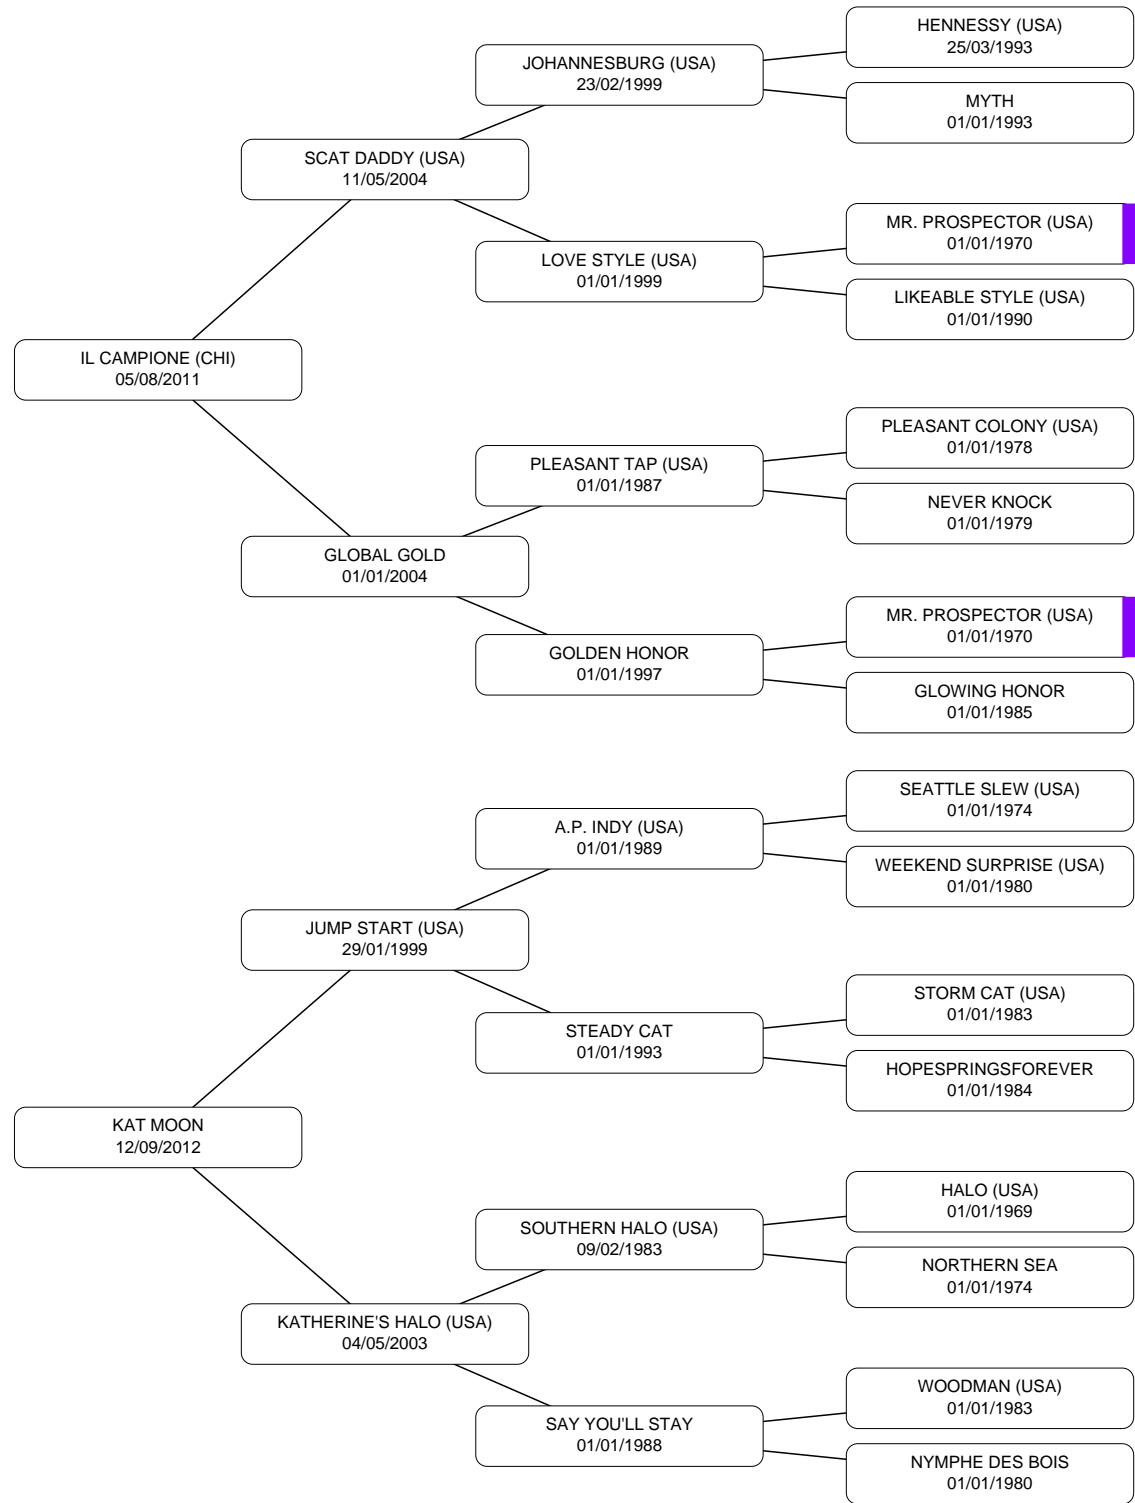 HENNESSY (USA)
25/03/1993
JOHANNESBURG (USA)
23/02/1999
MYTH
01/01/1993
SCAT DADDY (USA)
11/05/2004
MR. PROSPECTOR (USA)
01/01/1970
LOVE STYLE (USA)
01/01/1999
LIKEABLE STYLE (USA)
01/01/1990
IL CAMPIONE (CHI)
05/08/2011
PLEASANT COLONY (USA)
01/01/1978
PLEASANT TAP (USA)
01/01/1987
NEVER KNOCK
01/01/1979
GLOBAL GOLD
01/01/2004
MR. PROSPECTOR (USA)
01/01/1970
GOLDEN HONOR
01/01/1997
GLOWING HONOR
01/01/1985
SEATTLE SLEW (USA)
01/01/1974
A.P. INDY (USA)
01/01/1989
WEEKEND SURPRISE (USA)
01/01/1980
JUMP START (USA)
29/01/1999
STORM CAT (USA)
01/01/1983
STEADY CAT
01/01/1993
HOPESPRINGSFOREVER
01/01/1984
KAT MOON
12/09/2012
HALO (USA)
01/01/1969
SOUTHERN HALO (USA)
09/02/1983
NORTHERN SEA
01/01/1974
KATHERINE'S HALO (USA)
04/05/2003
WOODMAN (USA)
01/01/1983
SAY YOU'LL STAY
01/01/1988
NYMPHE DES BOIS
01/01/1980